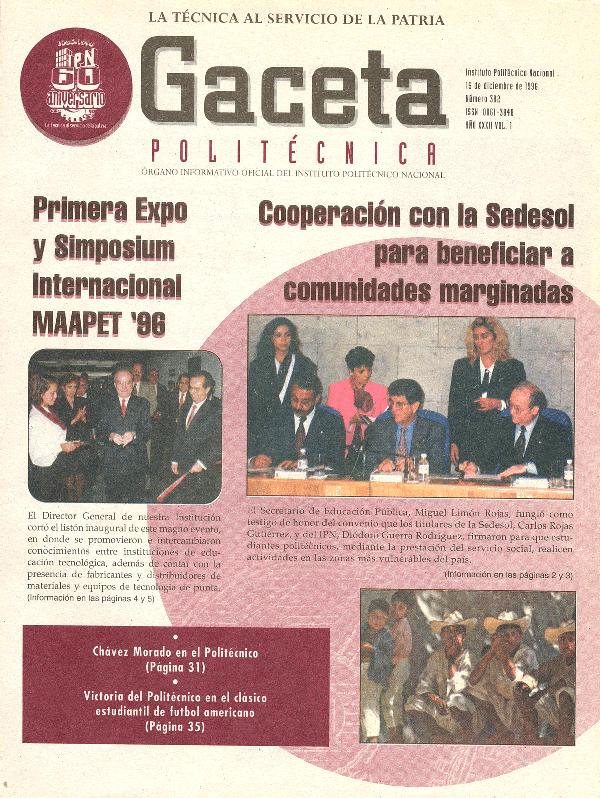 LA TÉCNICA AL SERVICIO DE LA PATRIA
IPN
60
aniversario
La técnica al servicio de la patria
Gaceta
POLITÉCNICA
ÓRGANO INFORMATIVO OFICIAL DEL INSTITUTO POLITÉCNICO NACIONAL
Instituto Politécnico Nacional
15 de diciembre de 1996
Número 382
ISSN 0061-3848
AÑO XXXII VOL. 1
Primera Expo
y Simposium
Internacional
MAAPET '96
Cooperación con la Sedesol
para beneficiar a
comunidades marginadas
El Director General de nuestra Institución
cortó el listón inaugural de este magno evento,
en donde se promovieron e intercambiaron
conocimientos entre instituciones de edu-
cación tecnológica, además de contar con la
presencia de fabricantes y distribuidores de
materiales y equipos de tecnología de punta.
(Información en las páginas 4 y 5)
El Secretario de Educación Pública, Miguel Limón Rojas, fungió como
testigo de honor del convenio que los titulares de la Sedesol, Carlos Rojas
Gutiérrez, y del IPN, Diódoro Guerra Rodríguez, firmaron para que estu-
diantes politécnicos, mediante la prestación del servicio social, realicen
actividades en las zonas más vulnerables del país.
(Información en las páginas 2 y 3)
•
Chávez Morado en el Politécnico
(Página 31)
•
Victoria del Politécnico en el clásico
estudiantil de futbol americano
(Página 35)